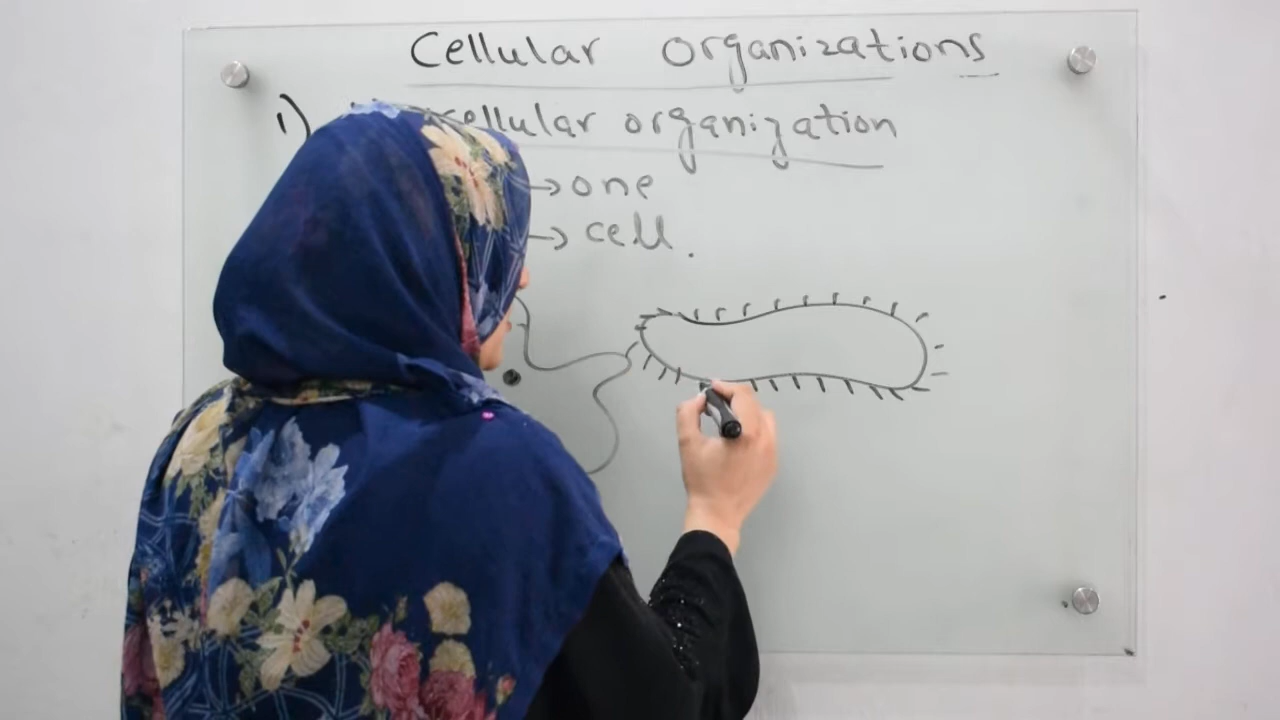 Cellular Organizations
1) cellular organization
→ one
→ cell.